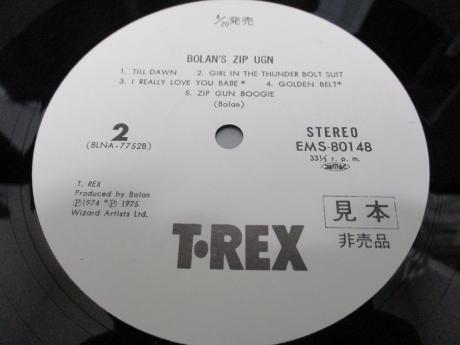 4/20発売
BOLAN'S ZIP UGN
1. TILL DAWN 2. GIRL IN THE THUNDER BOLT SUIT
3. I REALLY LOVE YOU BABE* 4. GOLDEN BELT*
5. ZIP GUN BOOGIE
(Bolan)
2
(BLNA-7752B)
STEREO
EMS-80148
33⅓ r. p. m.
T. REX
Produced by Bolan
Ⓟ1974 *Ⓟ 1975
Wizard Artists Ltd.
見本
非売品
T•REX